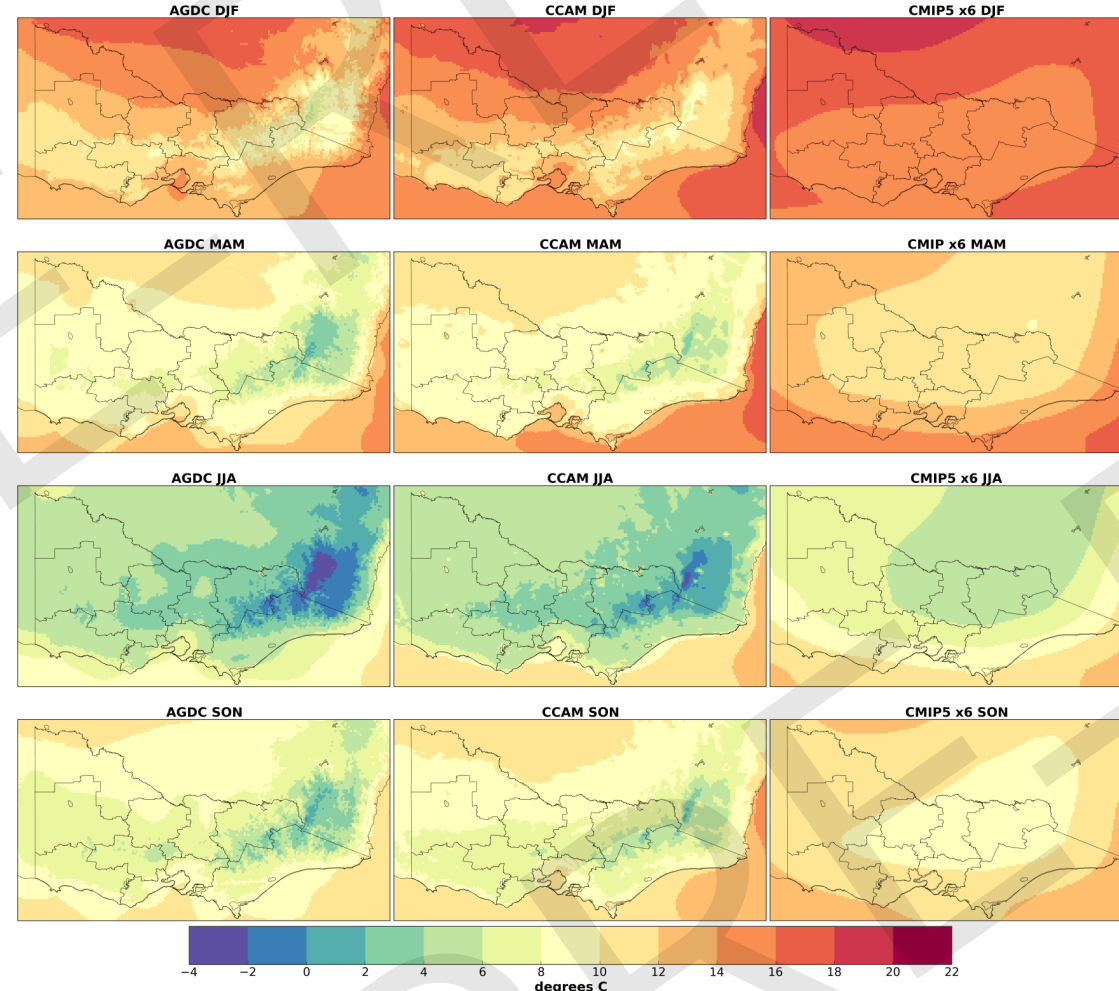 AGDC DJF CCAM DJF CMIP5 x6 DJF
AGDC MAM CCAM MAM CMIP x6 MAM
AGDC JJA CCAM JJA CMIP5 x6 JJA
AGDC SON CCAM SON CMIP5 x6 SON
−4 −2 0 2 4 6 8 10 12 14 16 18 20 22
degrees C